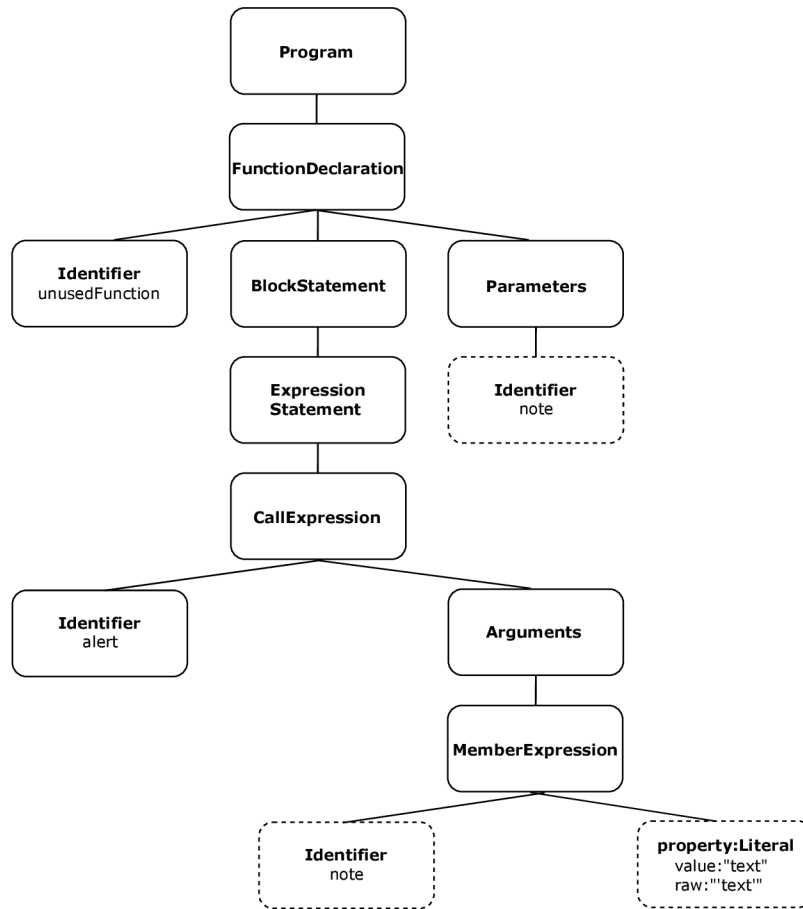 Program
FunctionDeclaration
Identifier
unusedFunction
BlockStatement
Parameters
Expression
Statement
Identifier
note
CallExpression
Identifier
alert
Arguments
MemberExpression
Identifier
note
property:Literal
value:"text"
raw:"'text'"